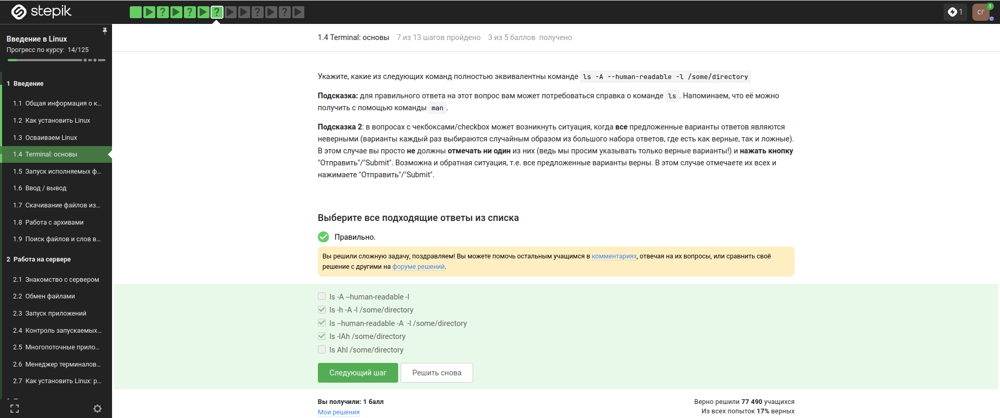 stepik
1
СГ
1
Введение в Linux
Прогресс по курсу: 14/125
1 Введение
1.1 Общая информация о к...
1.2 Как установить Linux
1.3 Осваиваем Linux
1.4 Terminal: основы
1.5 Запуск исполняемых ф...
1.6 Ввод / вывод
1.7 Скачивание файлов из...
1.8 Работа с архивами
1.9 Поиск файлов и слов в...
2 Работа на сервере
2.1 Знакомство с сервером
2.2 Обмен файлами
2.3 Запуск приложений
2.4 Контроль запускаемых...
2.5 Многопоточные прило...
2.6 Менеджер терминалов...
2.7 Как установить Linux: р...
1.4 Terminal: основы 7 из 13 шагов пройдено 3 из 5 баллов получено
Укажите, какие из следующих команд полностью эквивалентны команде ls -A --human-readable -l /some/directory
Подсказка: для правильного ответа на этот вопрос вам может потребоваться справка о команде ls. Напоминаем, что её можно
получить с помощью команды man.
Подсказка 2: в вопросах с чекбоксами/checkbox может возникнуть ситуация, когда все предложенные варианты ответов являются
неверными (варианты каждый раз выбираются случайным образом из большого набора ответов, где есть как верные, так и ложные).
В этом случае вы просто не должны отмечать ни один из них (ведь мы просим указывать только верные варианты!) и нажать кнопку
"Отправить"/"Submit". Возможна и обратная ситуация, т.е. все предложенные варианты верны. В этом случае отмечаете их всех и
нажимаете "Отправить"/"Submit".
Выберите все подходящие ответы из списка
Правильно.
Вы решили сложную задачу, поздравляем! Вы можете помочь остальным учащимся в комментариях, отвечая на их вопросы, или сравнить своё
решение с другими на форуме решений.
ls -A --human-readable -l
ls -h -A -l /some/directory
ls --human-readable -A -l /some/directory
ls -lAh /some/directory
ls Ahl /some/directory
Следующий шаг Решить снова
Вы получили: 1 балл
Мои решения
Верно решили 77 490 учащихся
Из всех попыток 17% верных